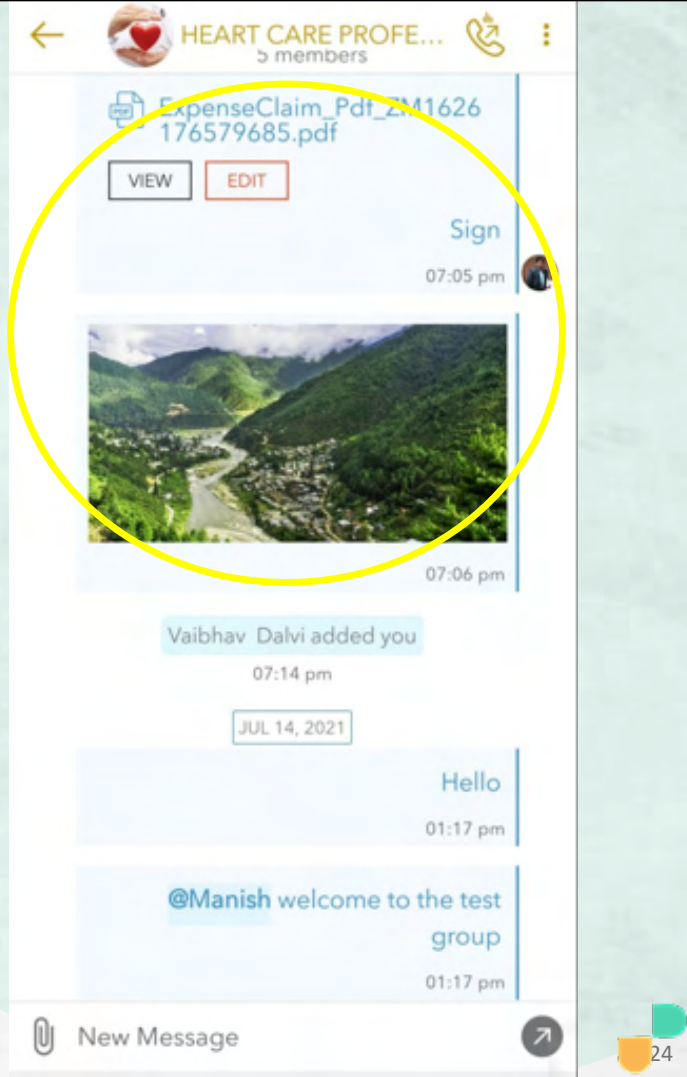 HEART CARE PROFE...
5 members
ExpenseClaim_Pdf_ZM1626
176579685.pdf
VIEW EDIT
Sign
07:05 pm
07:06 pm
Vaibhav Dalvi added you
07:14 pm
JUL 14, 2021
Hello
01:17 pm
@Manish welcome to the test
group
01:17 pm
New Message
24